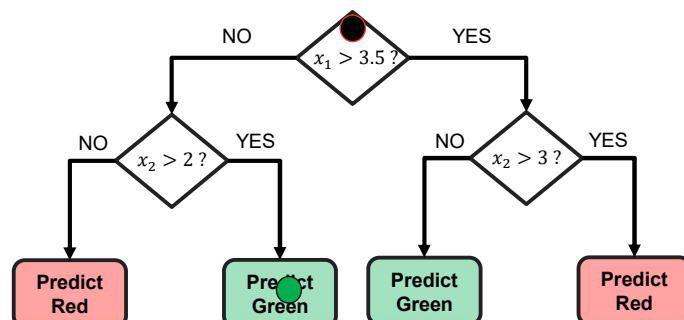 NO
YES
x₁ > 3.5 ?
NO
YES
x₂ > 2 ?
NO
YES
x₂ > 3 ?
Predict
Red
Predict
Green
Predict
Green
Predict
Red